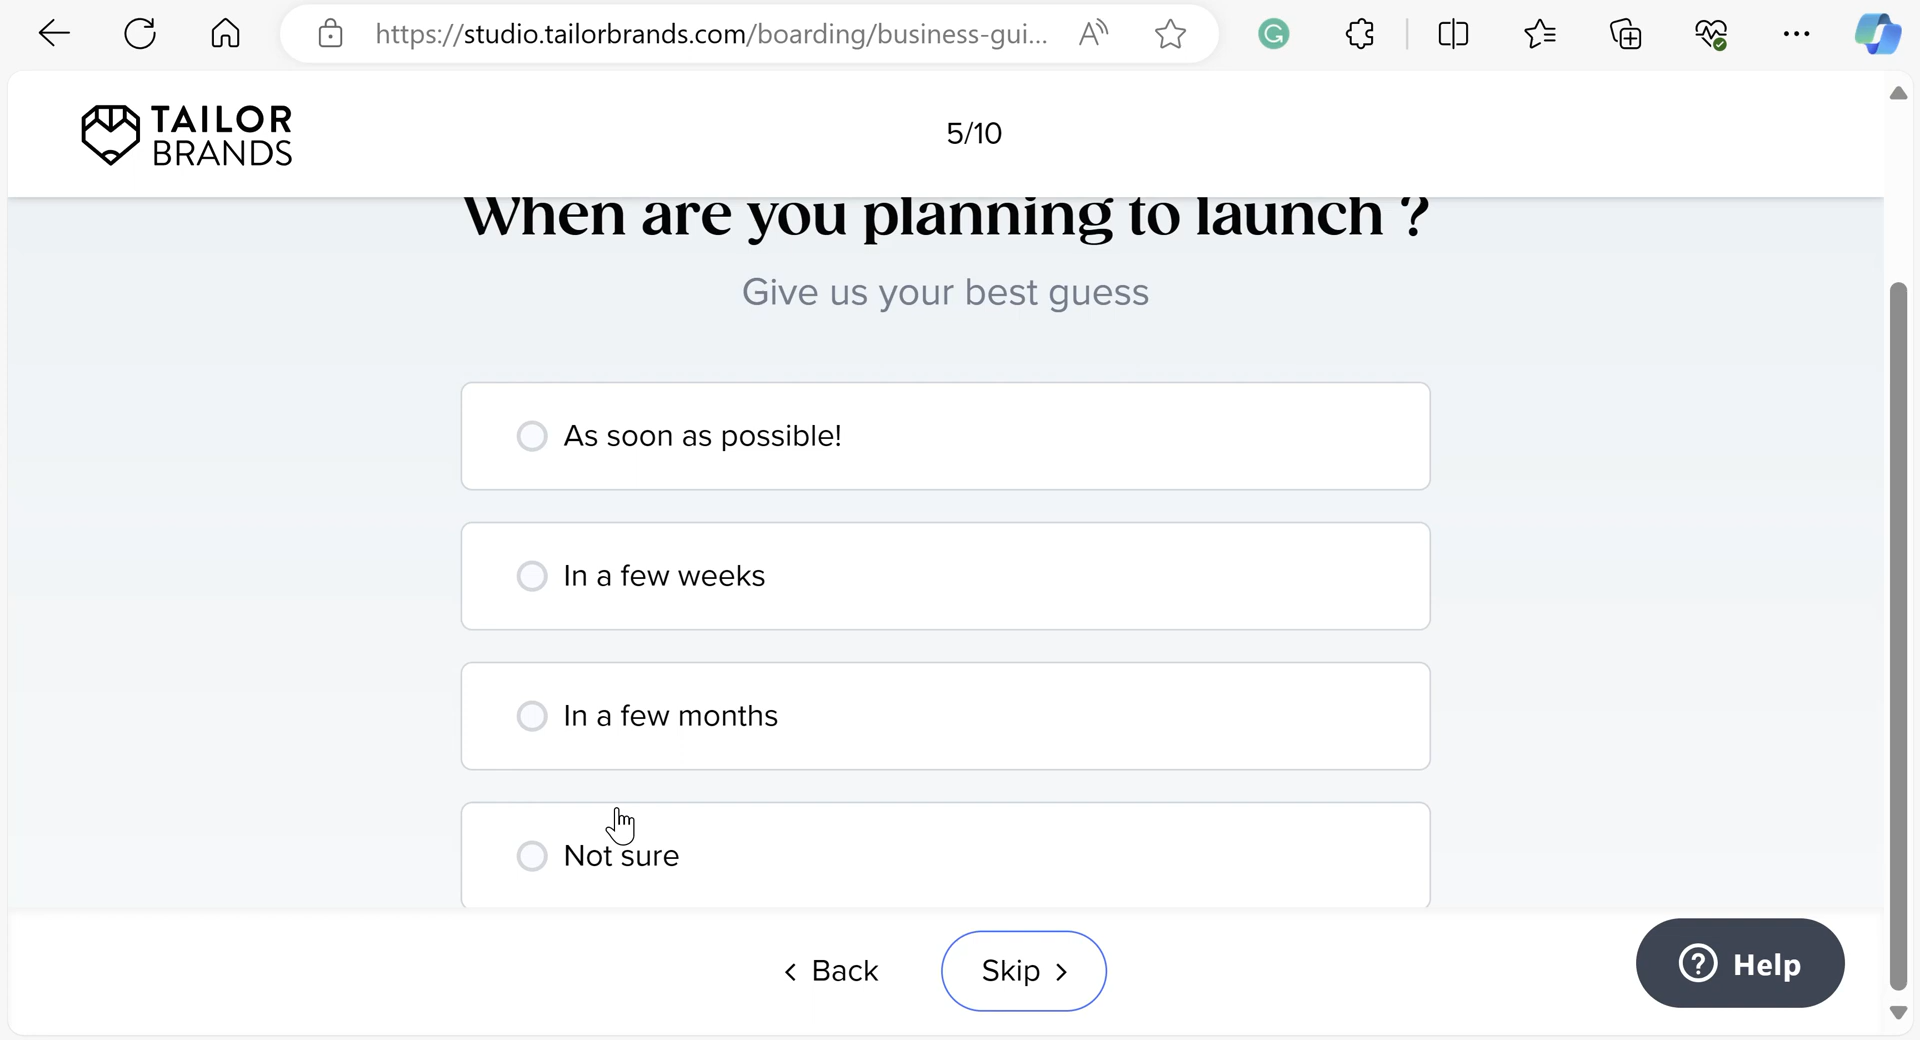 https://studio.tailorbrands.com/boarding/business-gui...
TAILOR
BRANDS
5/10
When are you planning to launch ?
Give us your best guess
As soon as possible!
In a few weeks
In a few months
Not sure
Back
Skip
Help